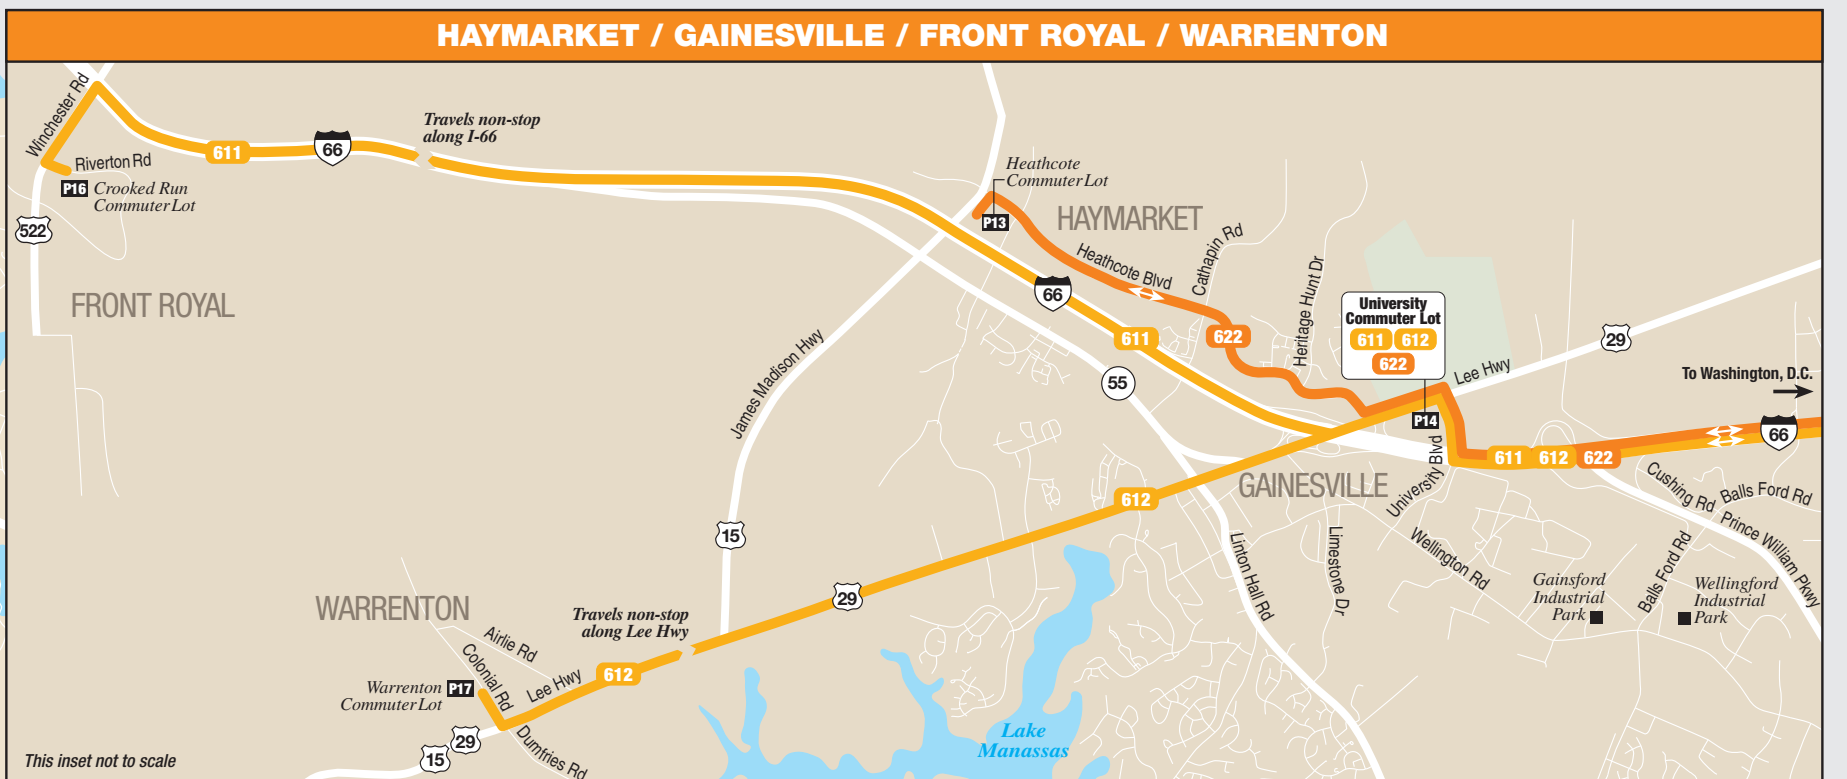 HAYMARKET / GAINESVILLE / FRONT ROYAL / WARRENTON
Winchester Rd
Riverton Rd
P16
Crooked Run
Commuter Lot
522
FRONT ROYAL
611
66
Travels non-stop
along I-66
Heathcote
Commuter Lot
P13
HAYMARKET
Heathcote Blvd
Cathapin Rd
Heritage Hunt Dr
66
611
622
55
James Madison Hwy
University
Commuter Lot
611 612
622
P14
Lee Hwy
29
To Washington, D.C.
66
611 612 622
University Blvd
GAINESVILLE
612
Cushing Rd
Balls Ford Rd
Prince William Pkwy
Balls Ford Rd
Wellington Rd
Limestone Dr
Linton Hall Rd
Gainsford
Industrial
Park
Wellingford
Industrial
Park
15
29
WARRENTON
Travels non-stop
along Lee Hwy
Airlie Rd
Colonial Rd
Lee Hwy
612
Warrenton
Commuter Lot
P17
29
15
Dumfries Rd
Lake
Manassas
This inset not to scale